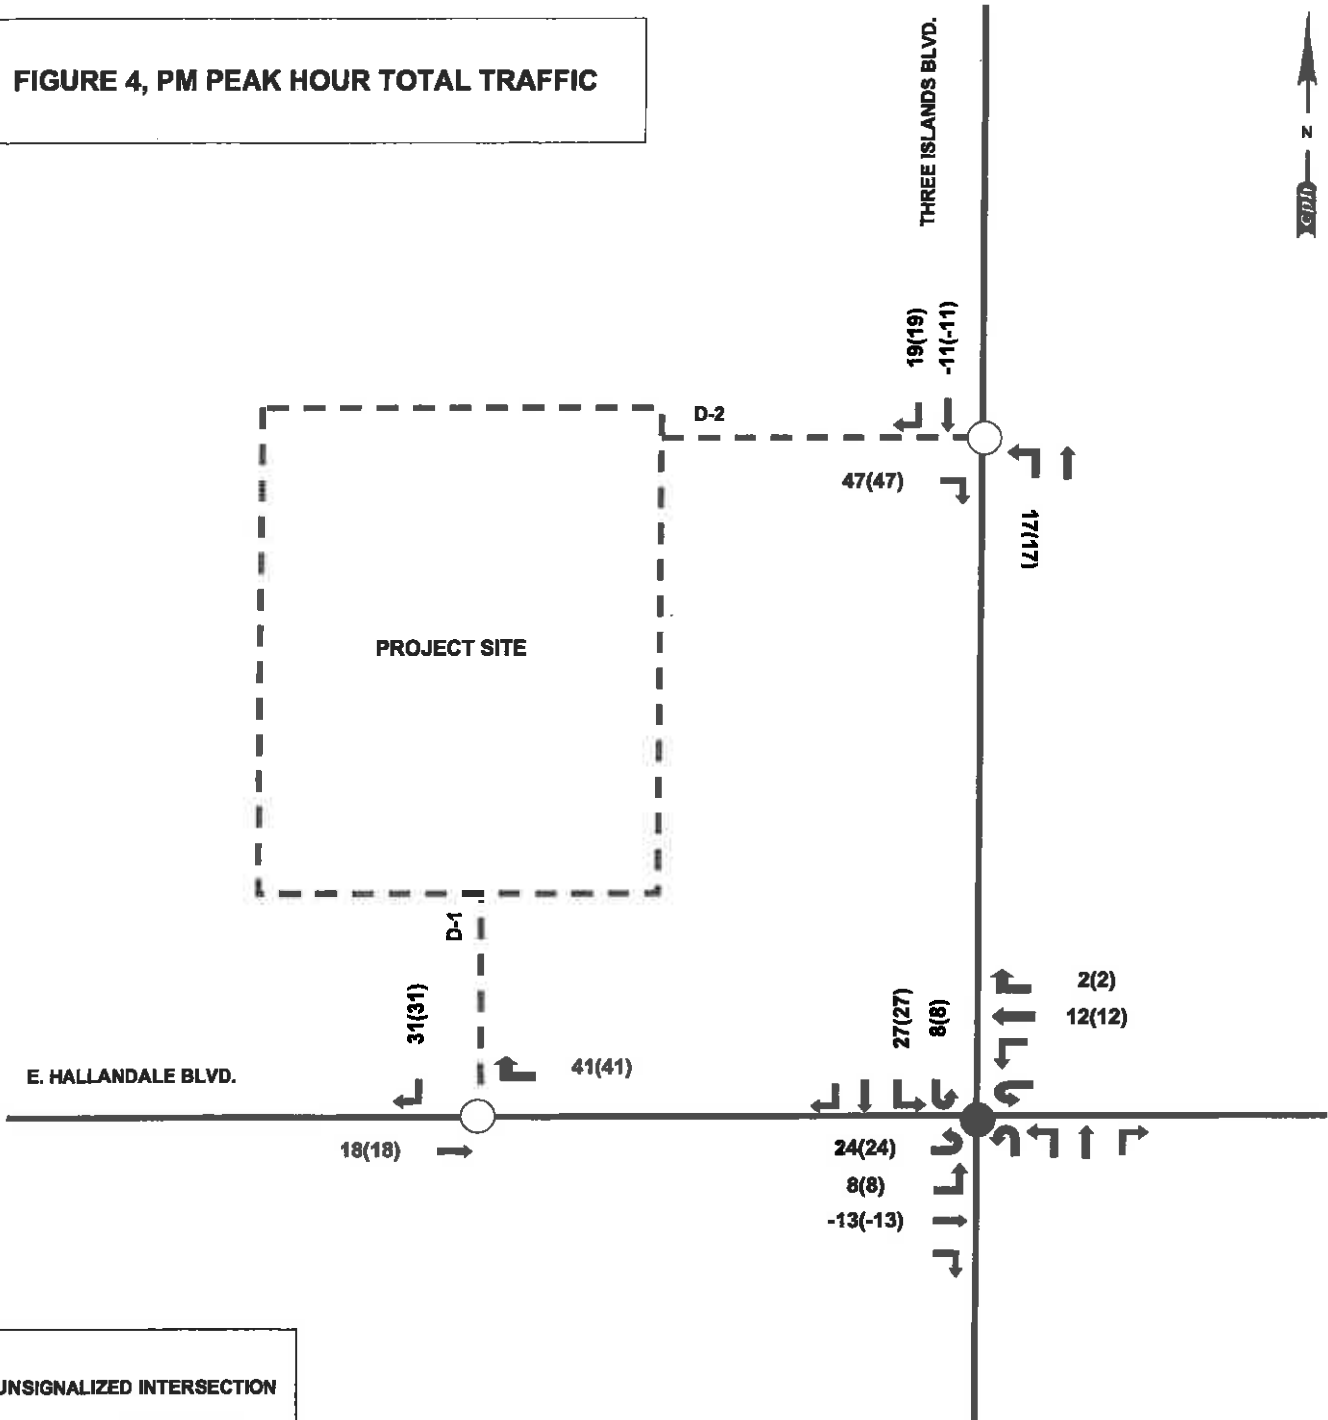 FIGURE 4, PM PEAK HOUR TOTAL TRAFFIC
THREE ISLANDS BLVD.
N
19(19)
-11(-11)
D-2
47(47)
17(17)
PROJECT SITE
D-1
31(31)
41(41)
E. HALLANDALE BLVD.
18(18)
27(27)
8(8)
2(2)
12(12)
24(24)
8(8)
-13(-13)
UNSIGNALIZED INTERSECTION